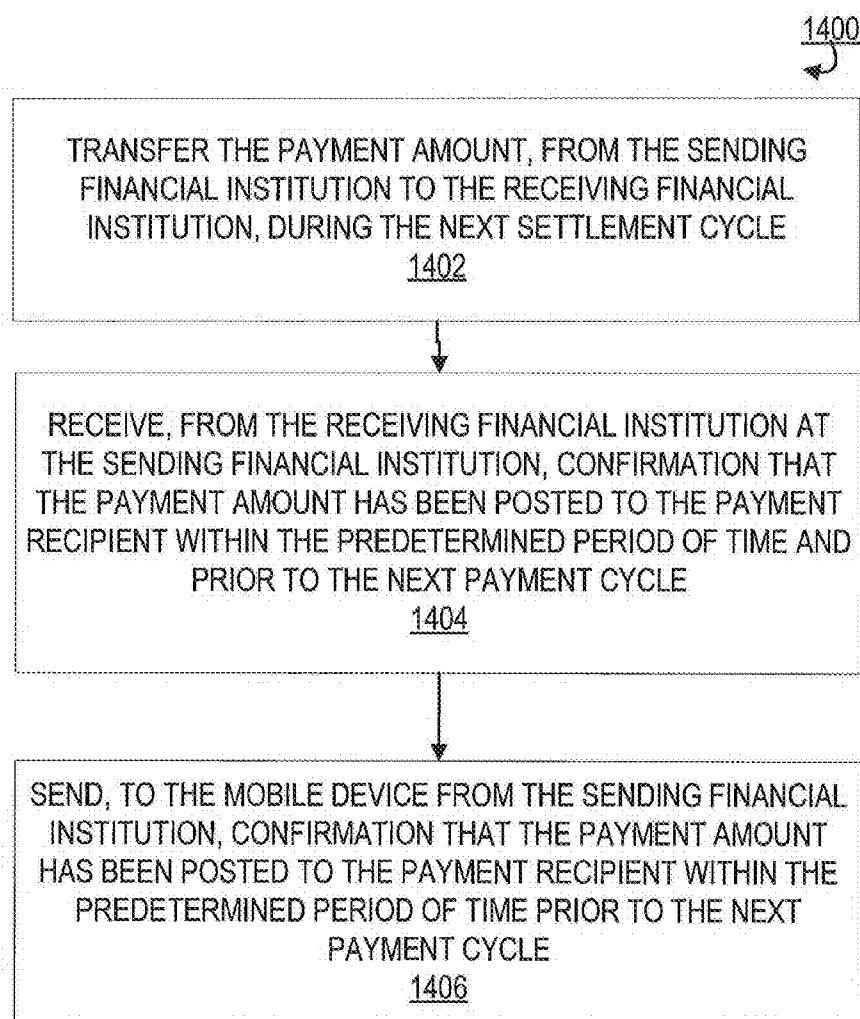 1400
TRANSFER THE PAYMENT AMOUNT, FROM THE SENDING
FINANCIAL INSTITUTION TO THE RECEIVING FINANCIAL
INSTITUTION, DURING THE NEXT SETTLEMENT CYCLE
1402
RECEIVE, FROM THE RECEIVING FINANCIAL INSTITUTION AT
THE SENDING FINANCIAL INSTITUTION, CONFIRMATION THAT
THE PAYMENT AMOUNT HAS BEEN POSTED TO THE PAYMENT
RECIPIENT WITHIN THE PREDETERMINED PERIOD OF TIME AND
PRIOR TO THE NEXT PAYMENT CYCLE
1404
SEND, TO THE MOBILE DEVICE FROM THE SENDING FINANCIAL
INSTITUTION, CONFIRMATION THAT THE PAYMENT AMOUNT
HAS BEEN POSTED TO THE PAYMENT RECIPIENT WITHIN THE
PREDETERMINED PERIOD OF TIME PRIOR TO THE NEXT
PAYMENT CYCLE
1406